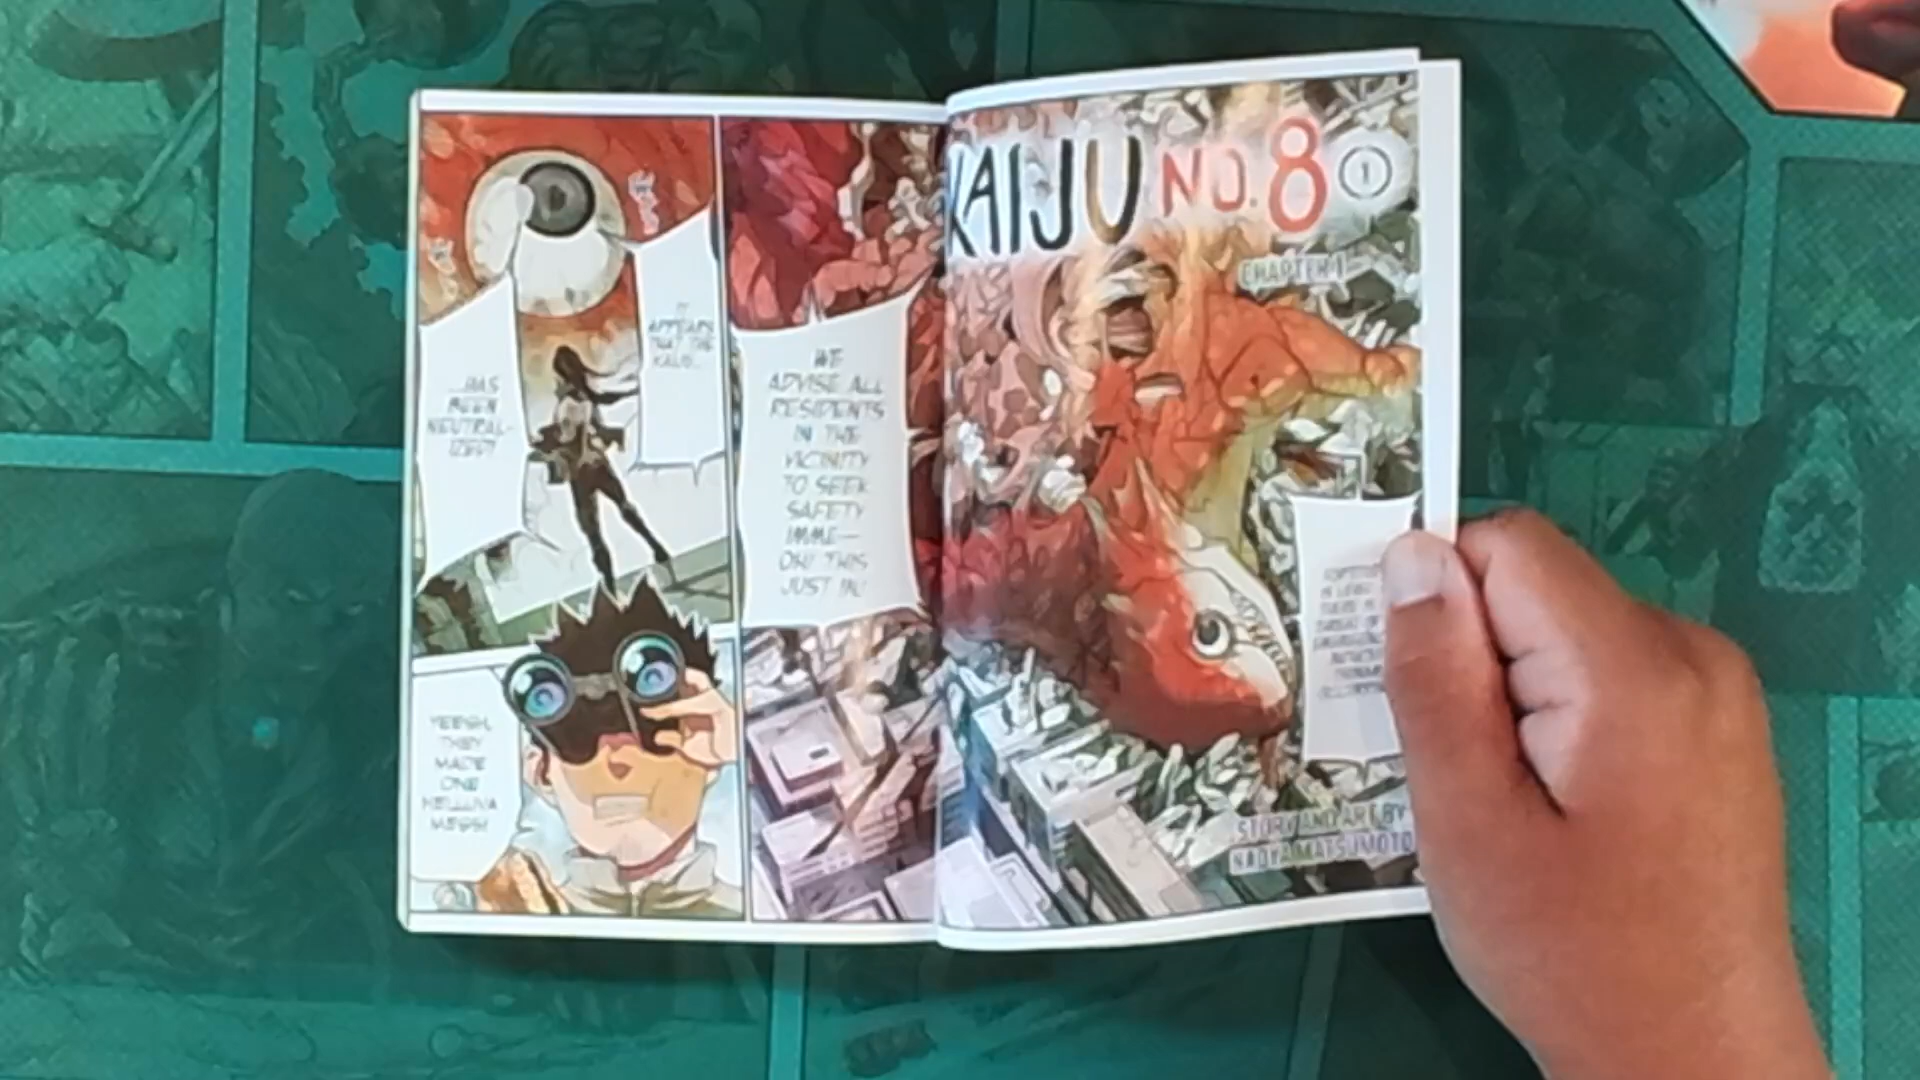 KAIJU NO. 8 1
CHAPTER 1
WE
ADVISE ALL
RESIDENTS
IN THE
VICINITY
TO SEEK
SAFETY
IMME—
OH! THIS
JUST IN!
STORY AND ART BY
NAOYA MATSUMOTO
IT
APPEARS
THAT THE
KAIJU...
...HAS
BEEN
NEUTRAL-
IZED!
YEESH,
THEY
MADE
ONE
HELLUVA
MESS!